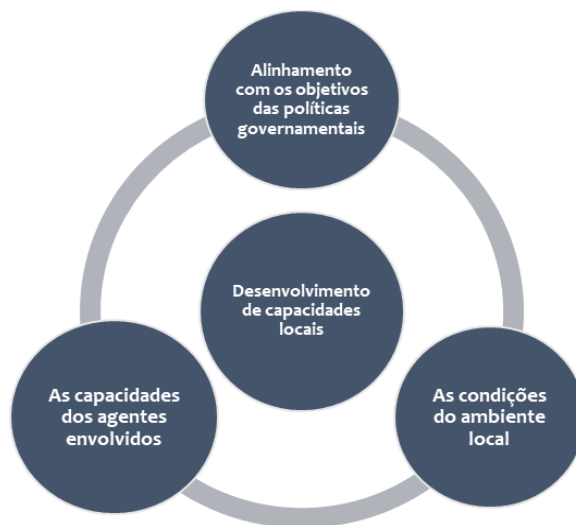 Alinhamento
com os objetivos
das políticas
governamentais
Desenvolvimento
de capacidades
locais
As capacidades
dos agentes
envolvidos
As condições
do ambiente
local